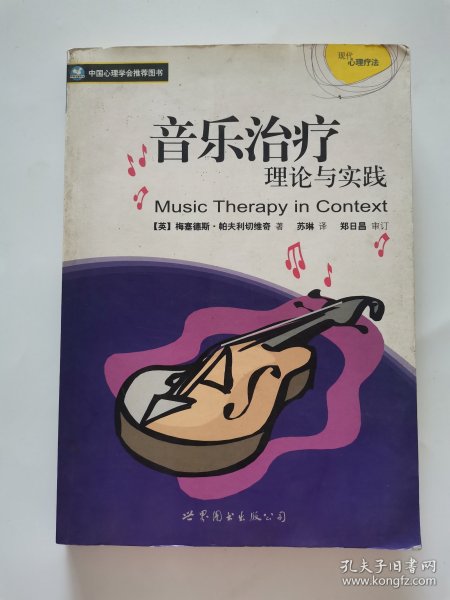 中国心理学会推荐图书
现代
心理疗法
音乐治疗
理论与实践
Music Therapy in Context
【英】梅塞德斯·帕夫利切维奇 著 苏琳 译 郑日昌 审订
世界图书出版公司
孔夫子旧书网
www.kongfz.com